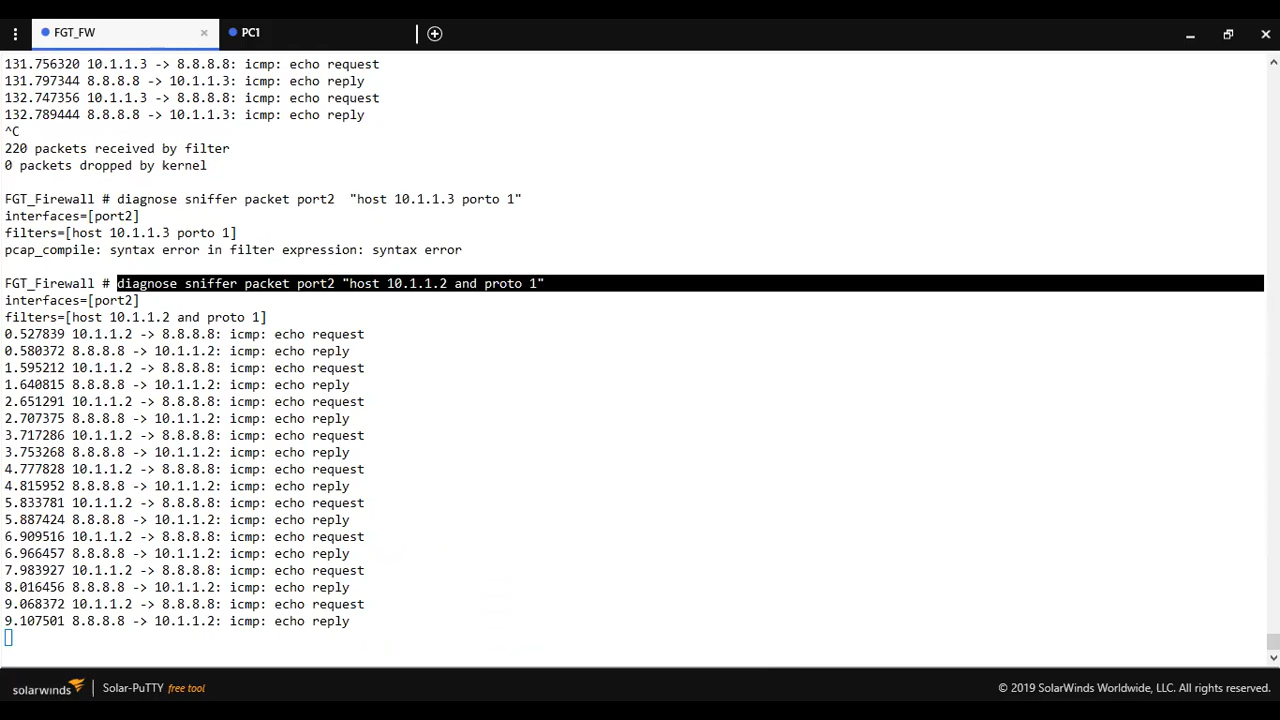 FGT_FW
PC1
131.756320 10.1.1.3 -> 8.8.8.8: icmp: echo request
131.797344 8.8.8.8 -> 10.1.1.3: icmp: echo reply
132.747356 10.1.1.3 -> 8.8.8.8: icmp: echo request
132.789444 8.8.8.8 -> 10.1.1.3: icmp: echo reply
^C
220 packets received by filter
0 packets dropped by kernel
FGT_Firewall # diagnose sniffer packet port2  "host 10.1.1.3 porto 1"
interfaces=[port2]
filters=[host 10.1.1.3 porto 1]
pcap_compile: syntax error in filter expression: syntax error
FGT_Firewall # diagnose sniffer packet port2 "host 10.1.1.2 and proto 1"
interfaces=[port2]
filters=[host 10.1.1.2 and proto 1]
0.527839 10.1.1.2 -> 8.8.8.8: icmp: echo request
0.580372 8.8.8.8 -> 10.1.1.2: icmp: echo reply
1.595212 10.1.1.2 -> 8.8.8.8: icmp: echo request
1.640815 8.8.8.8 -> 10.1.1.2: icmp: echo reply
2.651291 10.1.1.2 -> 8.8.8.8: icmp: echo request
2.707375 8.8.8.8 -> 10.1.1.2: icmp: echo reply
3.717286 10.1.1.2 -> 8.8.8.8: icmp: echo request
3.753268 8.8.8.8 -> 10.1.1.2: icmp: echo reply
4.777828 10.1.1.2 -> 8.8.8.8: icmp: echo request
4.815952 8.8.8.8 -> 10.1.1.2: icmp: echo reply
5.833781 10.1.1.2 -> 8.8.8.8: icmp: echo request
5.887424 8.8.8.8 -> 10.1.1.2: icmp: echo reply
6.909516 10.1.1.2 -> 8.8.8.8: icmp: echo request
6.966457 8.8.8.8 -> 10.1.1.2: icmp: echo reply
7.983927 10.1.1.2 -> 8.8.8.8: icmp: echo request
8.016456 8.8.8.8 -> 10.1.1.2: icmp: echo reply
9.068372 10.1.1.2 -> 8.8.8.8: icmp: echo request
9.107501 8.8.8.8 -> 10.1.1.2: icmp: echo reply
solarwinds Solar-PuTTY free tool © 2019 SolarWinds Worldwide, LLC. All rights reserved.